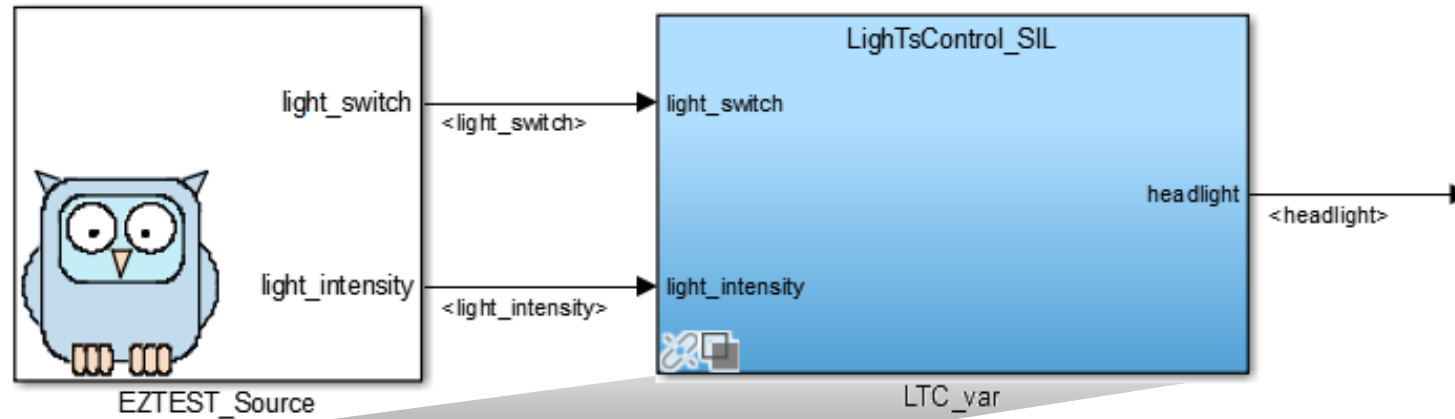 LighTsControl_SIL
light_switch
<light_switch>
light_switch
headlight
<headlight>
light_intensity
<light_intensity>
light_intensity
EZTEST_Source
LTC_var